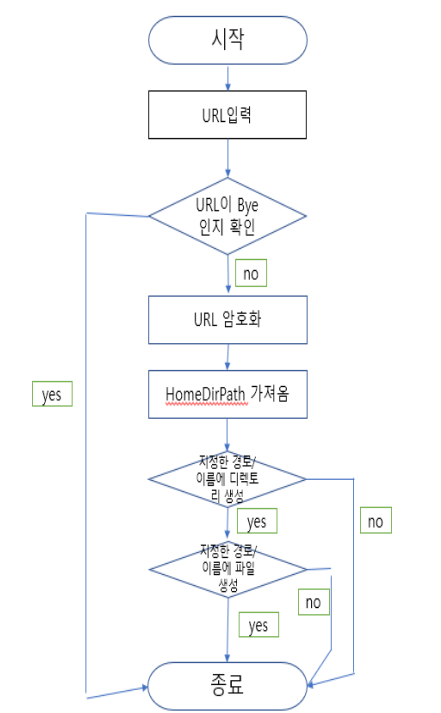 시작
URL입력
URL이 Bye
인지 확인
no
URL 암호화
yes
HomeDirPath 가져옴
지정한 경로/
이름에 디렉토
리 생성
yes
no
지정한 경로/
이름에 파일
생성
no
yes
종료